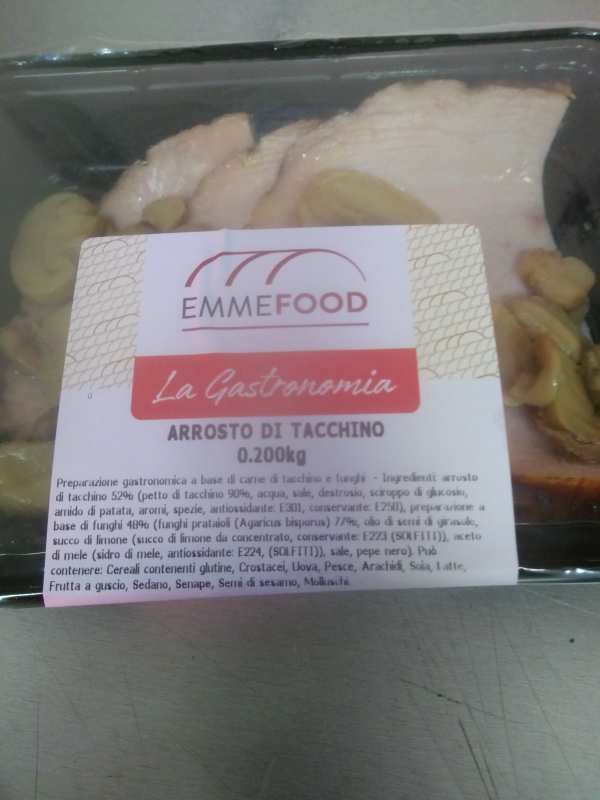 EMMEFOOD
La Gastronomia
ARROSTO DI TACCHINO
0.200kg
Preparazione gastronomica a base di carne di tacchino e funghi - Ingredienti: arrosto
di tacchino 52% (petto di tacchino 90%, acqua, sale, destrosio, sciroppo di glucosio,
amido di patata, aromi, spezie, antiossidante: E301, conservante: E250), preparazione a
base di funghi 48% (funghi prataioli (Agaricus bisporus) 77%, olio di semi di girasole,
succo di limone (succo di limone da concentrato, conservante: E223 (SOLFITI)), aceto
di mele (sidro di mele, antiossidante: E224, (SOLFITI)), sale, pepe nero). Può
contenere: Cereali contenenti glutine, Crostacei, Uova, Pesce, Arachidi, Soia, Latte,
Frutta a guscio, Sedano, Senape, Semi di sesamo, Molluschi.